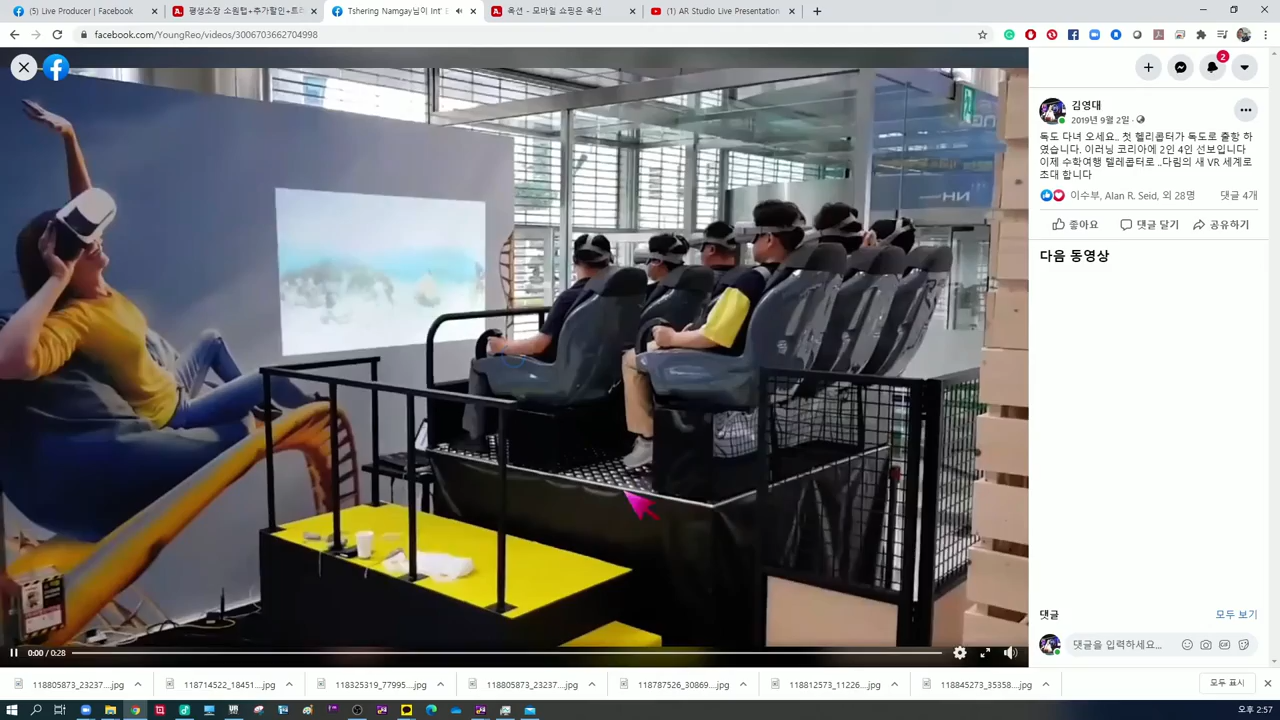 (5) Live Producer | Facebook
평생소장 소원템+추가할인+트레
Tshering Namgay님이 Int' E
옥션 - 모바일 쇼핑은 옥션
(1) AR Studio Live Presentation
facebook.com/YoungReo/videos/3006703662704998
2
김영대
2019년 9월 2일
독도 다녀 오세요.. 첫 헬리콥터가 독도로 출항 하
였습니다. 이러닝 코리아에 2인 4인 선보입니다
이제 수학여행 텔레콥터로 ..다림의 새 VR 세계로
초대 합니다
이수부, Alan R. Seid, 외 28명
댓글 4개
좋아요
댓글 달기
공유하기
다음 동영상
NH
댓글
모두 보기
댓글을 입력하세요...
0:00 / 0:28
118805873_23237....jpg
118714522_18451....jpg
118325319_77995....jpg
118805873_23237....jpg
118787526_30869....jpg
118812573_11226....jpg
118845273_35358....jpg
모두 표시
오후 2:57